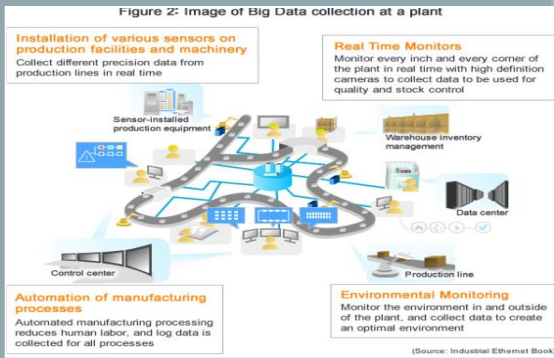 Figure 2: Image of Big Data collection at a plant
Installation of various sensors on
production facilities and machinery
Collect different precision data from
production lines in real time
Real Time Monitors
Monitor every inch and every corner of
the plant in real time with high definition
cameras to collect data to be used for
quality and stock control
Sensor-installed
production equipment
Warehouse inventory
management
Data center
Control center
Production line
Automation of manufacturing
processes
Automated manufacturing processing
reduces human labor, and log data is
collected for all processes
Environmental Monitoring
Monitor the environment in and outside
of the plant, and collect data to create
an optimal environment
(Source: Industrial Ethernet Book